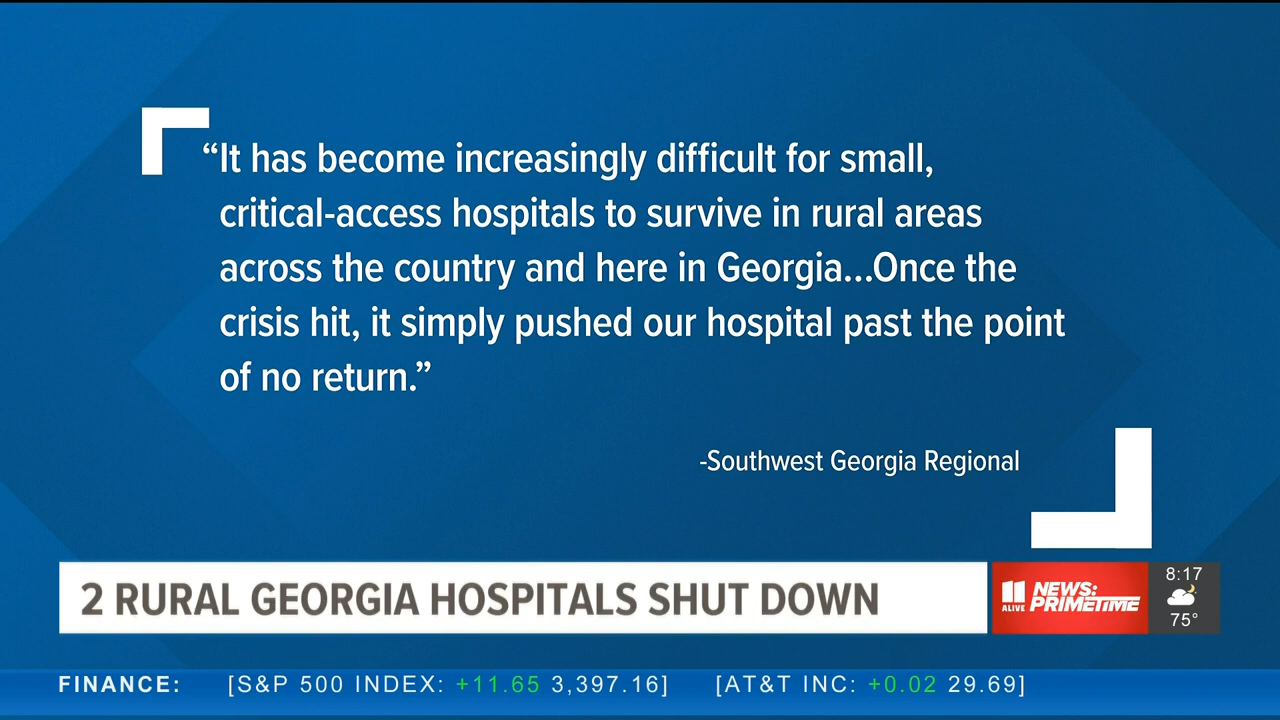 “It has become increasingly difficult for small,
critical-access hospitals to survive in rural areas
across the country and here in Georgia...Once the
crisis hit, it simply pushed our hospital past the point
of no return.”
-Southwest Georgia Regional
2 RURAL GEORGIA HOSPITALS SHUT DOWN
11 ALIVE NEWS: PRIMETIME
8:17
75°
FINANCE: [S&P 500 INDEX: +11.65 3,397.16] [AT&T INC: +0.02 29.69]